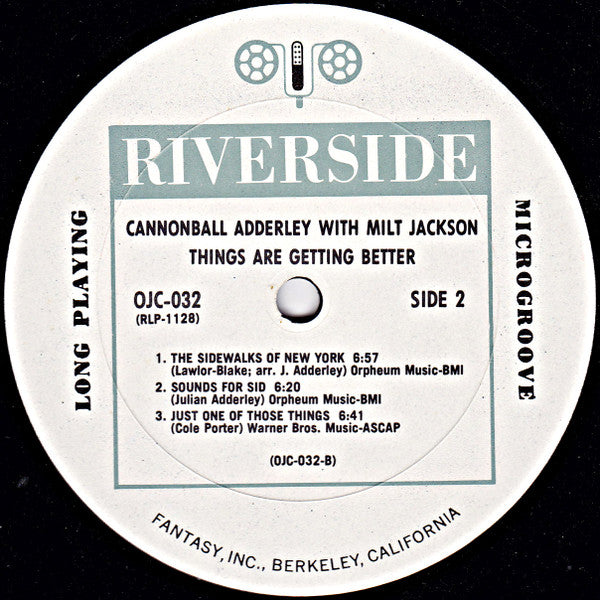 RIVERSIDE
CANNONBALL ADDERLEY WITH MILT JACKSON
THINGS ARE GETTING BETTER
OJC-032
(RLP-1128)
SIDE 2
LONG PLAYING
MICROGROOVE
1. THE SIDEWALKS OF NEW YORK 6:57
(Lawlor-Blake; arr. J. Adderley) Orpheum Music-BMI
2. SOUNDS FOR SID 6:20
(Julian Adderley) Orpheum Music-BMI
3. JUST ONE OF THOSE THINGS 6:41
(Cole Porter) Warner Bros. Music-ASCAP
(OJC-032-B)
FANTASY, INC., BERKELEY, CALIFORNIA